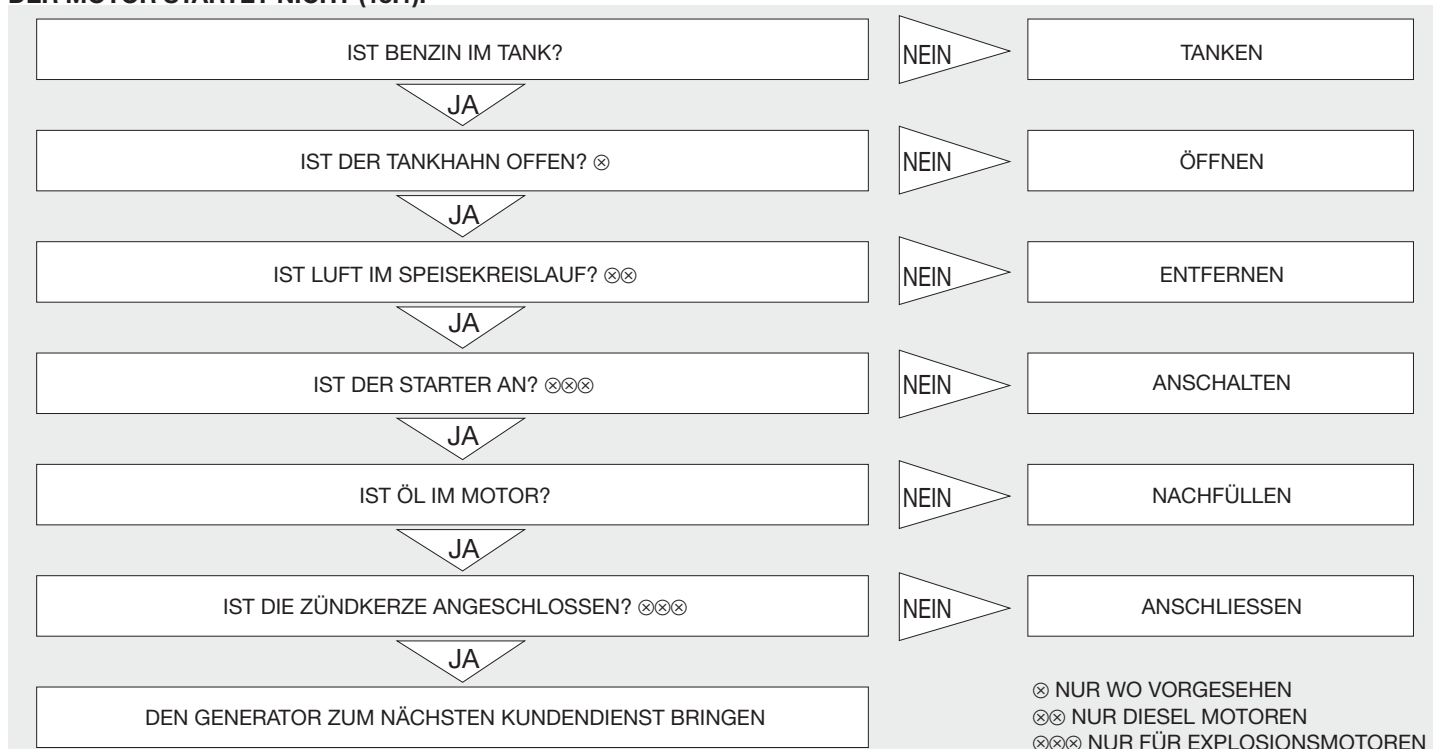 IST BENZIN IM TANK?
NEIN
TANKEN
JA
IST DER TANKHAHN OFFEN? ⊗
NEIN
ÖFFNEN
JA
IST LUFT IM SPEISEKREISLAUF? ⊗⊗
NEIN
ENTFERNEN
JA
IST DER STARTER AN? ⊗⊗⊗
NEIN
ANSCHALTEN
JA
IST ÖL IM MOTOR?
NEIN
NACHFÜLLEN
JA
IST DIE ZÜNDKERZE ANGESCHLOSSEN? ⊗⊗⊗
NEIN
ANSCHLIESSEN
JA
DEN GENERATOR ZUM NÄCHSTEN KUNDENDIENST BRINGEN
⊗ NUR WO VORGESEHEN
⊗⊗ NUR DIESEL MOTOREN
⊗⊗⊗ NUR FÜR EXPLOSIONSMOTOREN